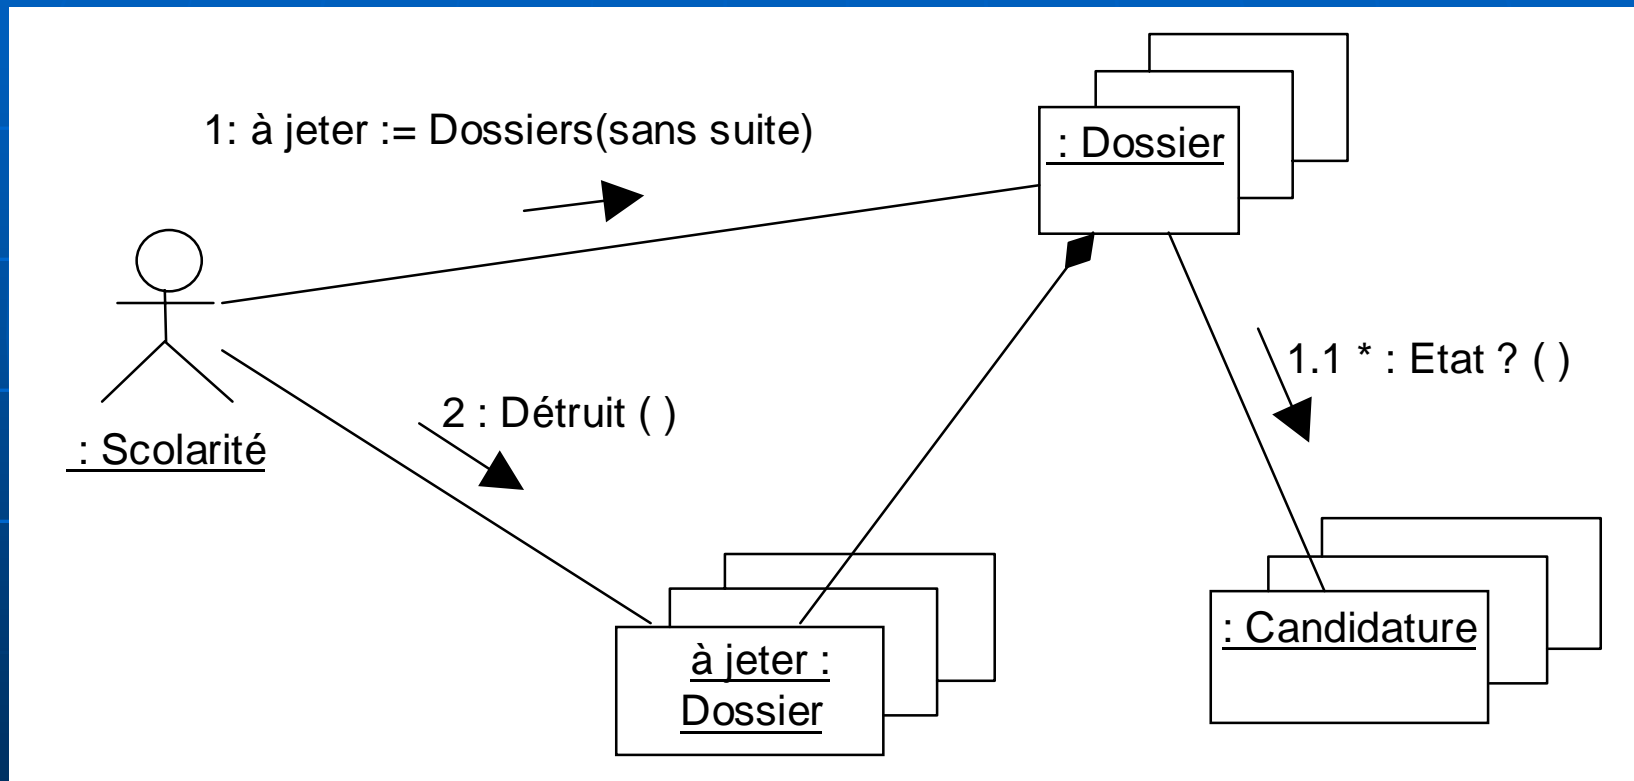 1: à jeter := Dossiers(sans suite)
: Dossier
1.1 * : Etat ? ( )
2 : Détruit ( )
: Scolarité
: Candidature
à jeter :
Dossier